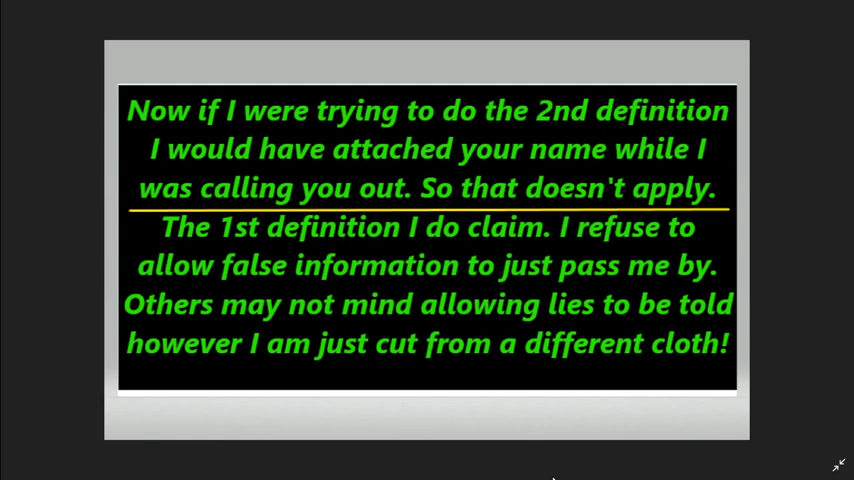 Now if I were trying to do the 2nd definition
I would have attached your name while I
was calling you out. So that doesn't apply.
The 1st definition I do claim. I refuse to
allow false information to just pass me by.
Others may not mind allowing lies to be told
however I am just cut from a different cloth!